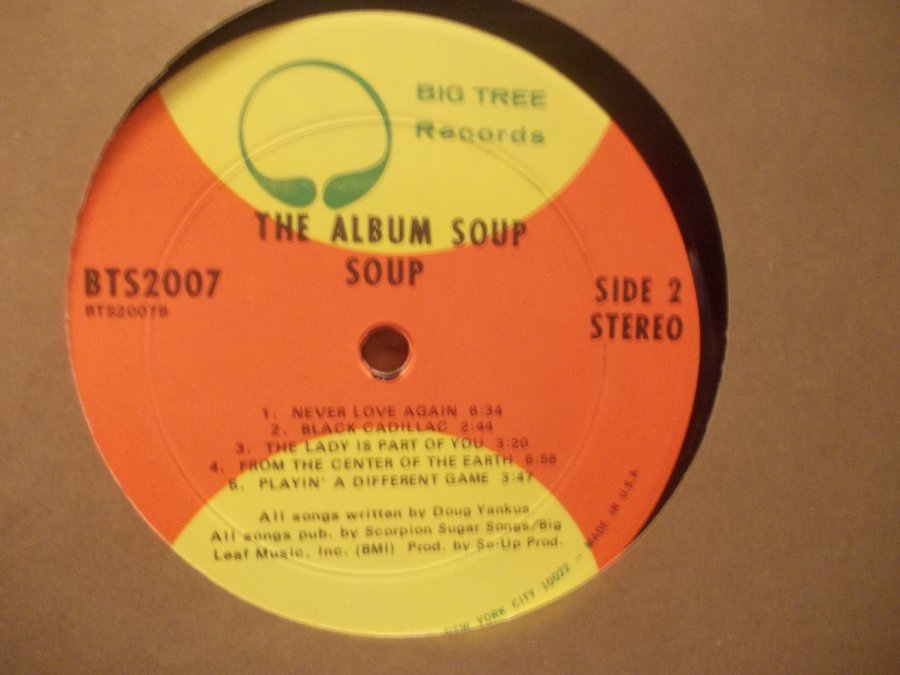 BIG TREE
Records
THE ALBUM SOUP
SOUP
BTS2007
BTS2007B
SIDE 2
STEREO
1. NEVER LOVE AGAIN 6:34
2. BLACK CADILLAC 2:44
3. THE LADY IS PART OF YOU 3:20
4. FROM THE CENTER OF THE EARTH 6:58
5. PLAYIN' A DIFFERENT GAME 3:47
All songs written by Doug Yankus
All songs pub. by Scorpion Sugar Songs/Big
Leaf Music, Inc. (BMI) Prod. by So-Up Prod.
NEW YORK CITY 10022 - MADE IN U.S.A.